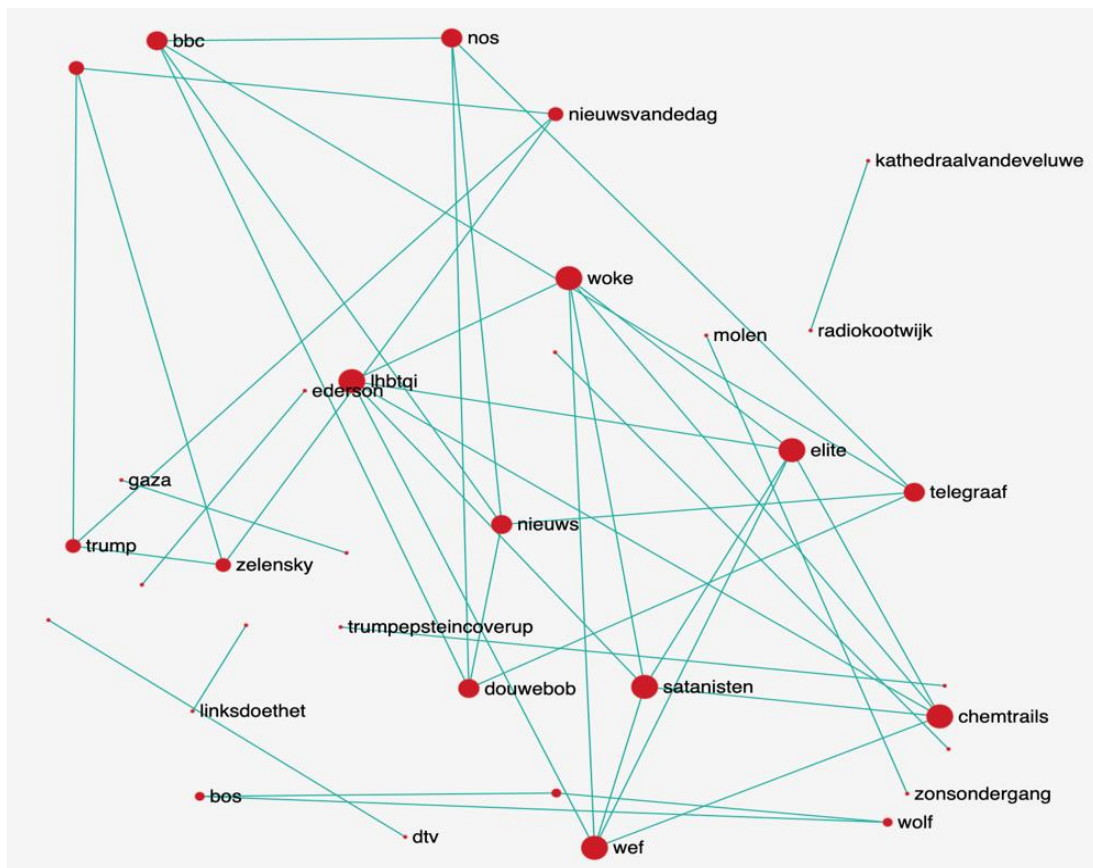 bbc
nos
nieuwsvandedag
kathedraalvandeveluwe
woke
radiokootwijk
molen
lhbtqi
ederson
elite
gaza
telegraaf
nieuws
trump
zelensky
trumpepsteincoverup
douwebob
satanisten
linksdoethet
chemtrails
bos
zonsondergang
wolf
dtv
wef